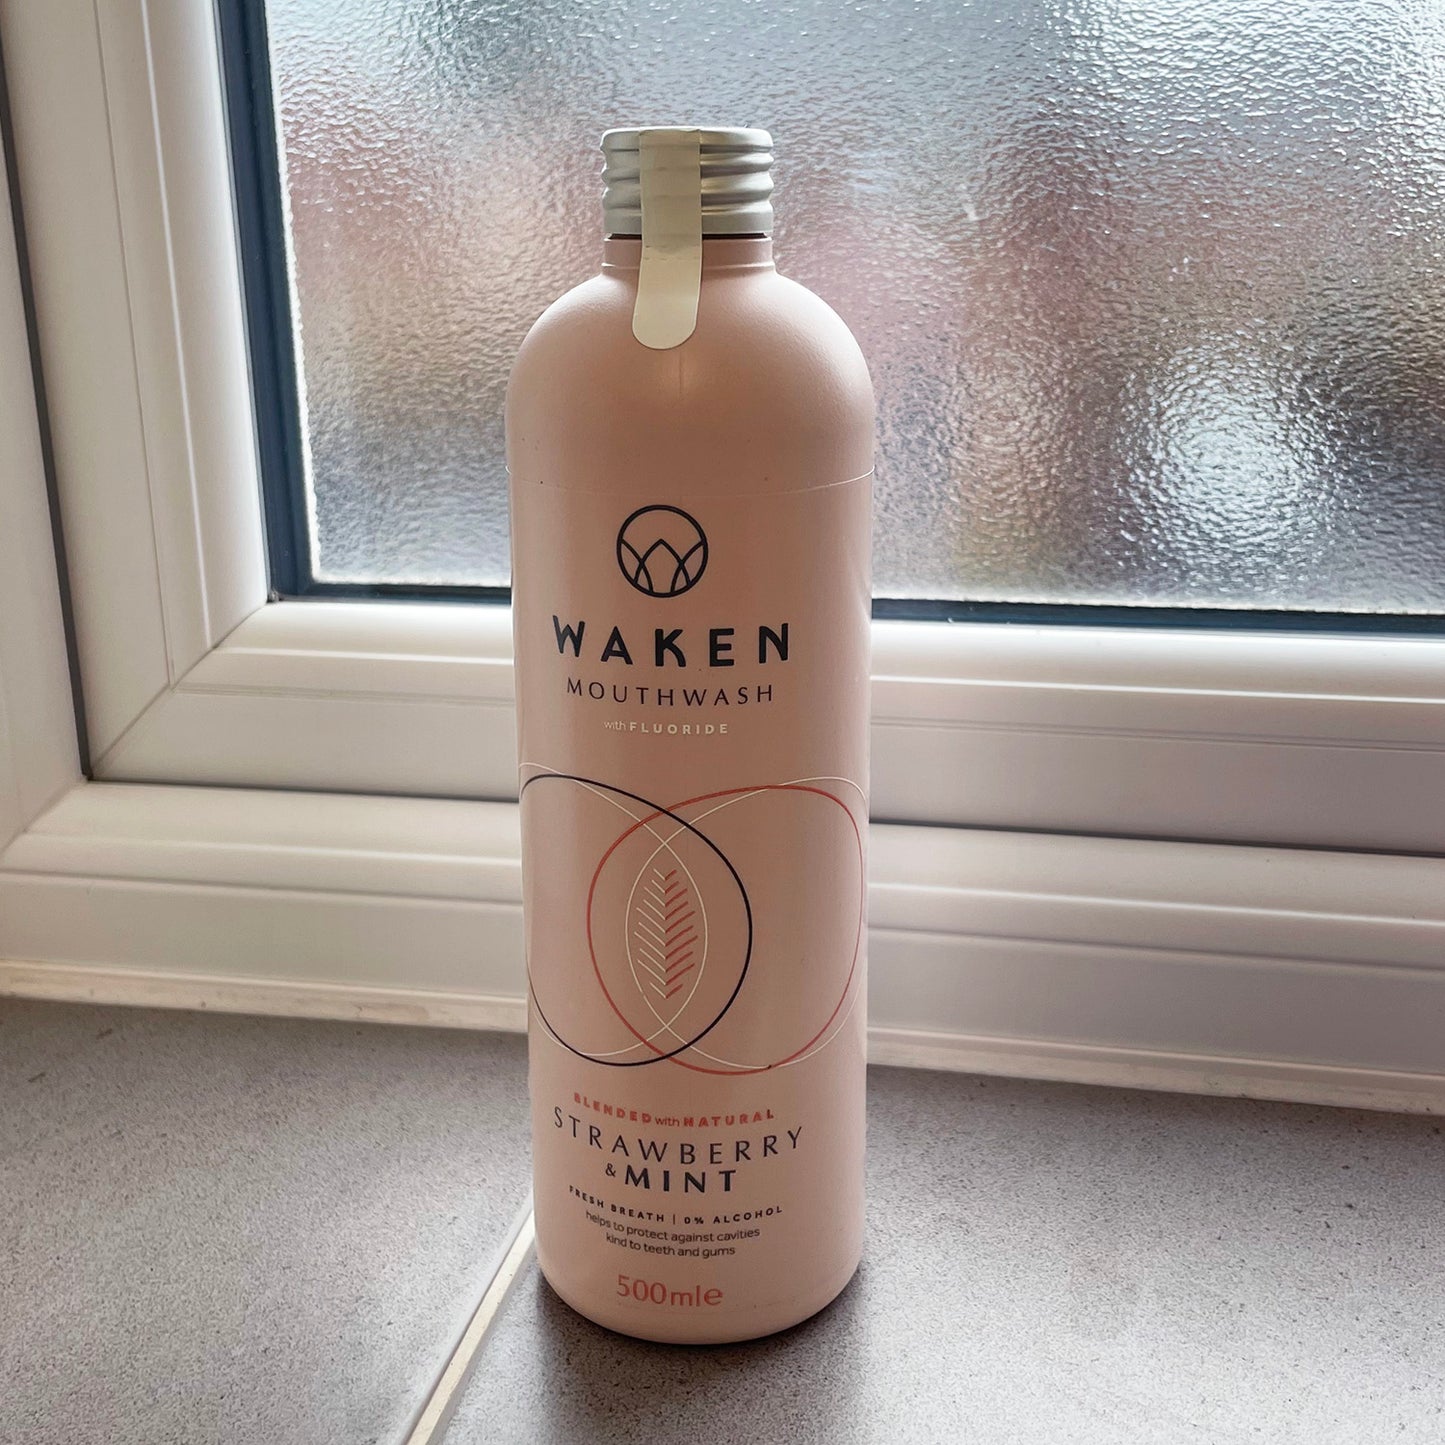 WAKEN
MOUTHWASH
with FLUORIDE
BLENDED with NATURAL
STRAWBERRY
& MINT
FRESH BREATH | 0% ALCOHOL
helps to protect against cavities
kind to teeth and gums
500ml℮